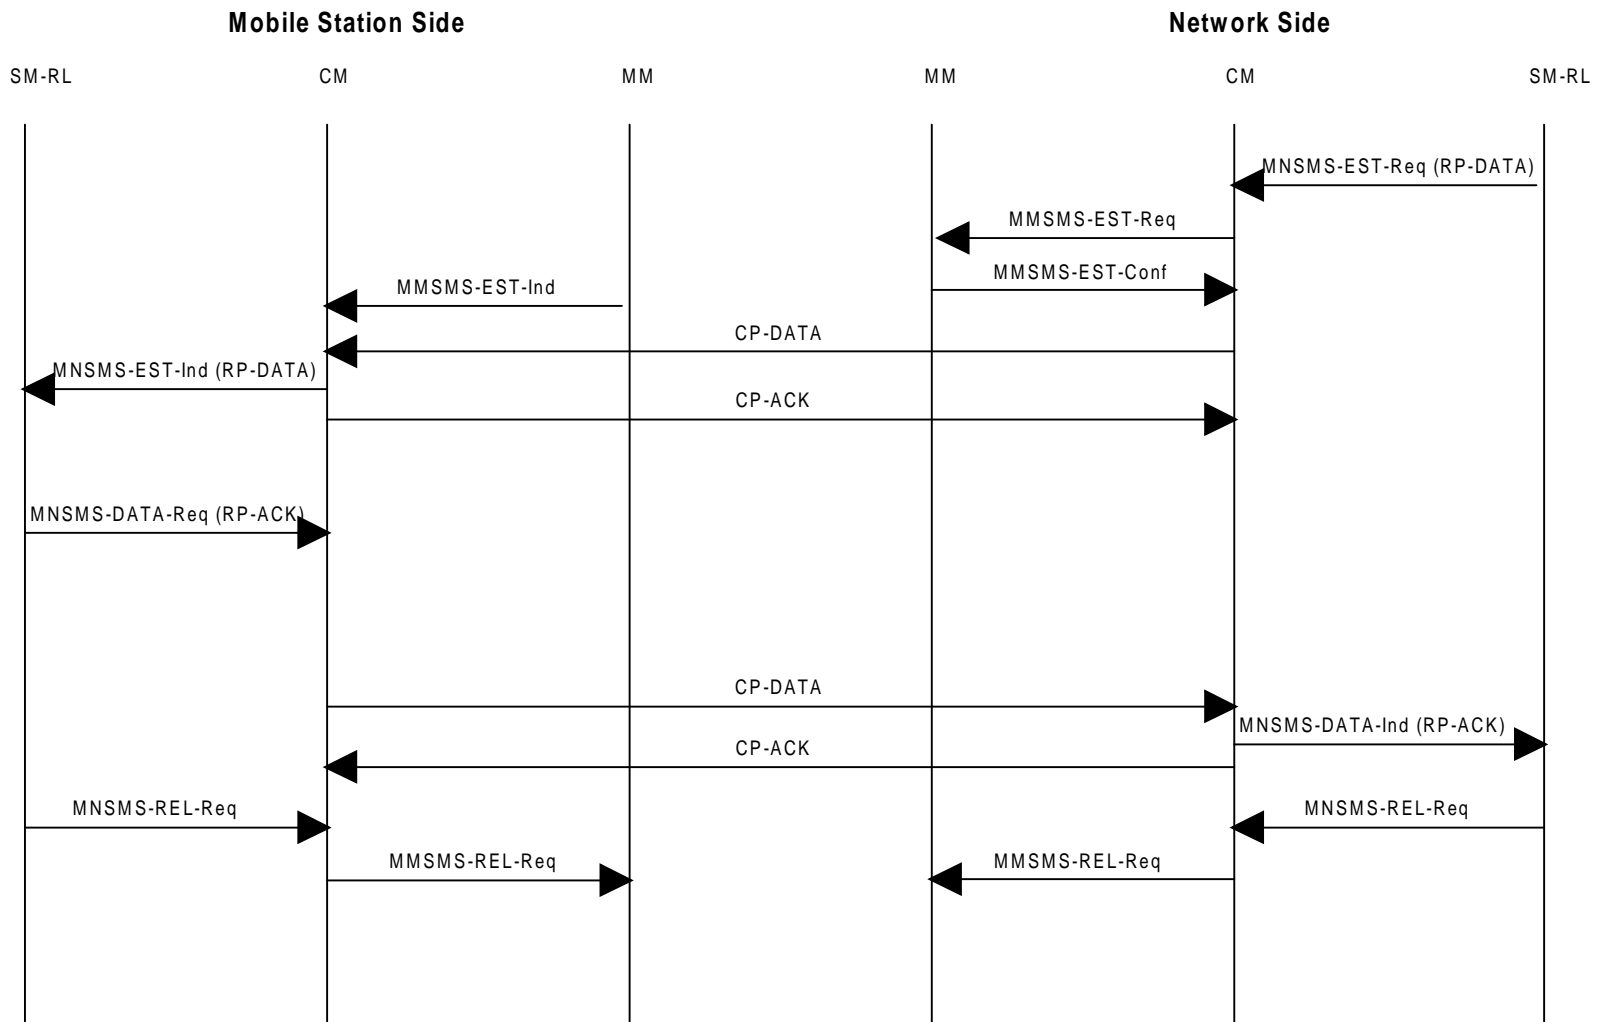 Mobile Station Side
Network Side
SM-RL
CM
MM
MM
CM
SM-RL
MNSMS-EST-Req (RP-DATA)
MMSMS-EST-Req
MMSMS-EST-Conf
MMSMS-EST-Ind
CP-DATA
MNSMS-EST-Ind (RP-DATA)
CP-ACK
MNSMS-DATA-Req (RP-ACK)
CP-DATA
MNSMS-DATA-Ind (RP-ACK)
CP-ACK
MNSMS-REL-Req
MNSMS-REL-Req
MMSMS-REL-Req
MMSMS-REL-Req